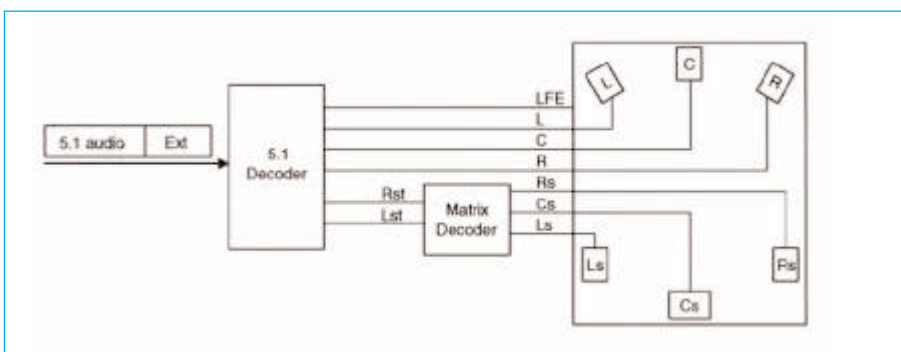 C
L
R
LFE
L
5.1 audio Ext
C
5.1
Decoder
R
Rs
Rst
Matrix
Decoder
Cs
Lst
Ls
Ls
Rs
Cs